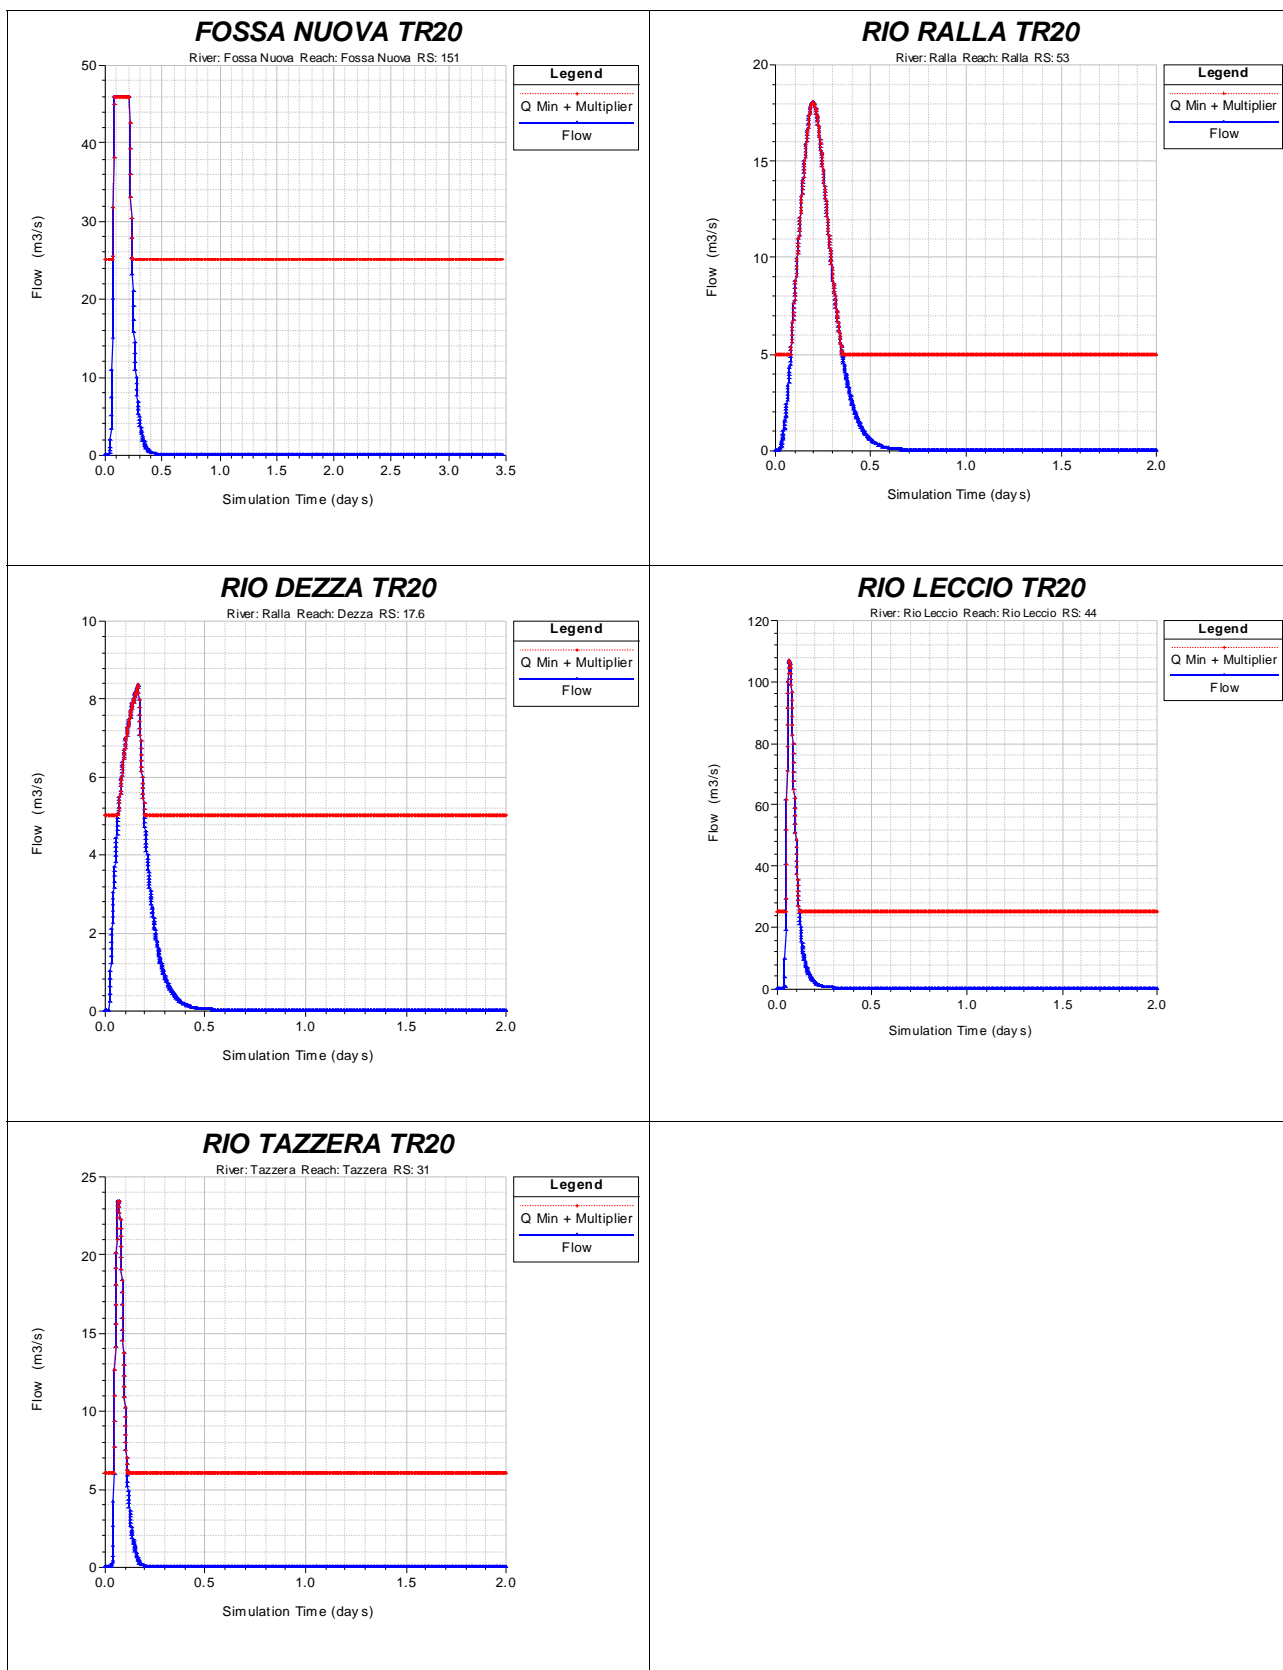 FOSSA NUOVA TR20
River: Fossa Nuova Reach: Fossa Nuova RS: 151
Legend
Q Min + Multiplier
Flow
50
40
30
20
10
0
Flow (m3/s)
0.0 0.5 1.0 1.5 2.0 2.5 3.0 3.5
Simulation Time (days)
RIO RALLA TR20
River: Ralla Reach: Ralla RS: 53
Legend
Q Min + Multiplier
Flow
20
15
10
5
0
Flow (m3/s)
0.0 0.5 1.0 1.5 2.0
Simulation Time (days)
RIO DEZZA TR20
River: Ralla Reach: Dezza RS: 17.6
Legend
Q Min + Multiplier
Flow
10
8
6
4
2
0
Flow (m3/s)
0.0 0.5 1.0 1.5 2.0
Simulation Time (days)
RIO LECCIO TR20
River: Rio Leccio Reach: Rio Leccio RS: 44
Legend
Q Min + Multiplier
Flow
120
100
80
60
40
20
0
Flow (m3/s)
0.0 0.5 1.0 1.5 2.0
Simulation Time (days)
RIO TAZZERA TR20
River: Tazzera Reach: Tazzera RS: 31
Legend
Q Min + Multiplier
Flow
25
20
15
10
5
0
Flow (m3/s)
0.0 0.5 1.0 1.5 2.0
Simulation Time (days)